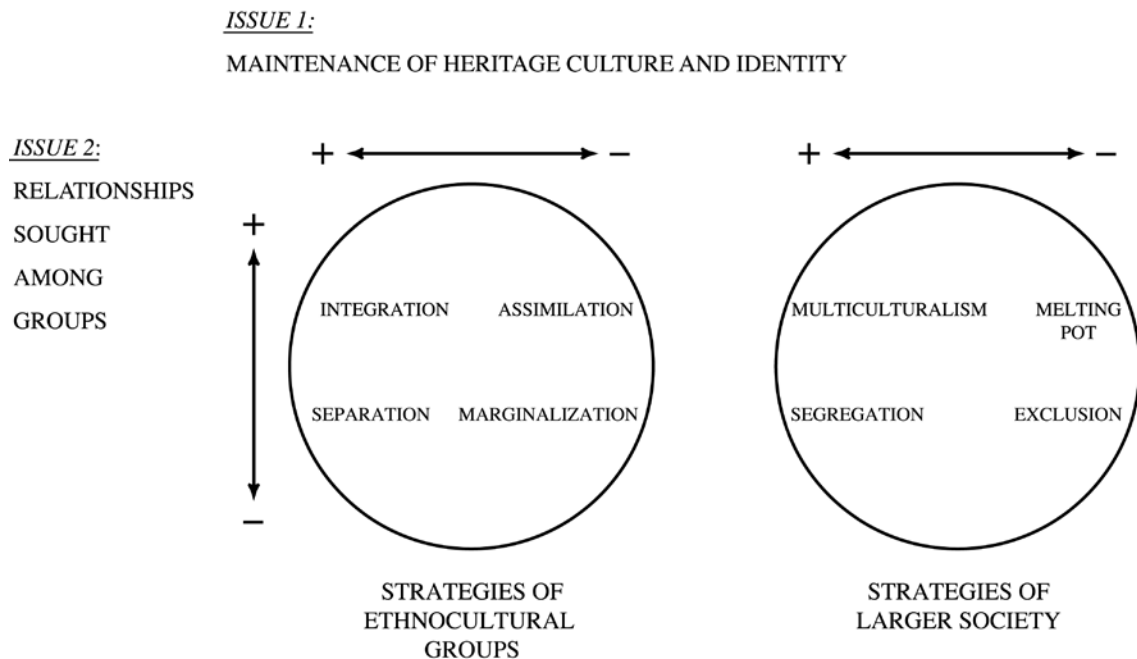 ISSUE 1:
MAINTENANCE OF HERITAGE CULTURE AND IDENTITY
ISSUE 2:
RELATIONSHIPS
SOUGHT
AMONG
GROUPS
+ −
+ −
+
−
INTEGRATION ASSIMILATION
SEPARATION MARGINALIZATION
MULTICULTURALISM MELTING
POT
SEGREGATION EXCLUSION
STRATEGIES OF
ETHNOCULTURAL
GROUPS
STRATEGIES OF
LARGER SOCIETY